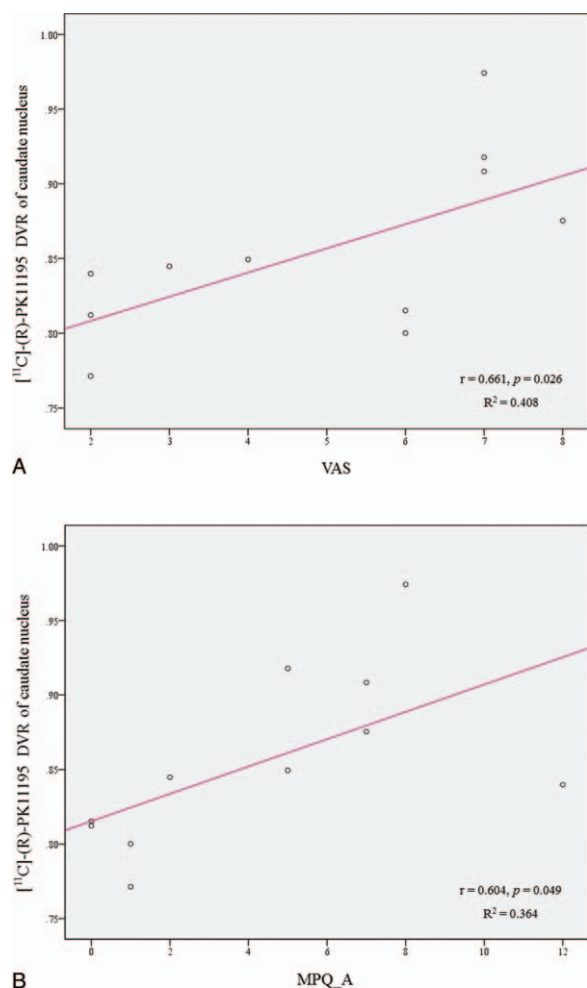 1.00
.95
.90
.85
.80
.75
[¹¹C]-(R)-PK11195 DVR of caudate nucleus
r = 0.661, p = 0.026
R² = 0.408
2 3 4 6 7 8
VAS
A
1.00
.95
.90
.85
.80
.75
[¹¹C]-(R)-PK11195 DVR of caudate nucleus
r = 0.604, p = 0.049
R² = 0.364
0 2 4 6 8 10 12
MPQ_A
B